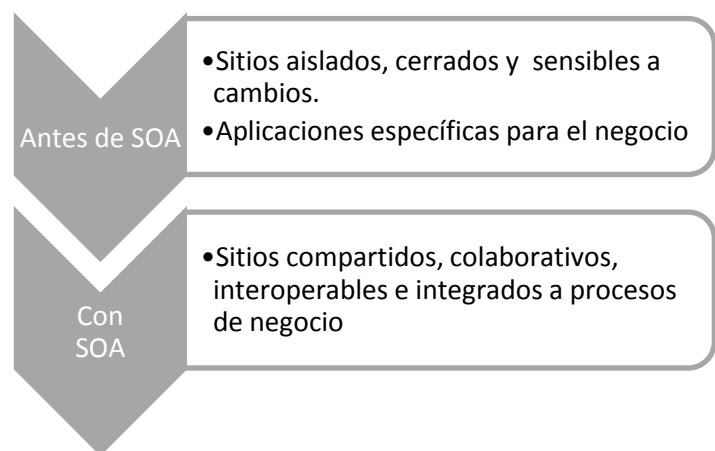 Antes de SOA
•Sitios aislados, cerrados y sensibles a
cambios.
•Aplicaciones específicas para el negocio
Con
SOA
•Sitios compartidos, colaborativos,
interoperables e integrados a procesos
de negocio